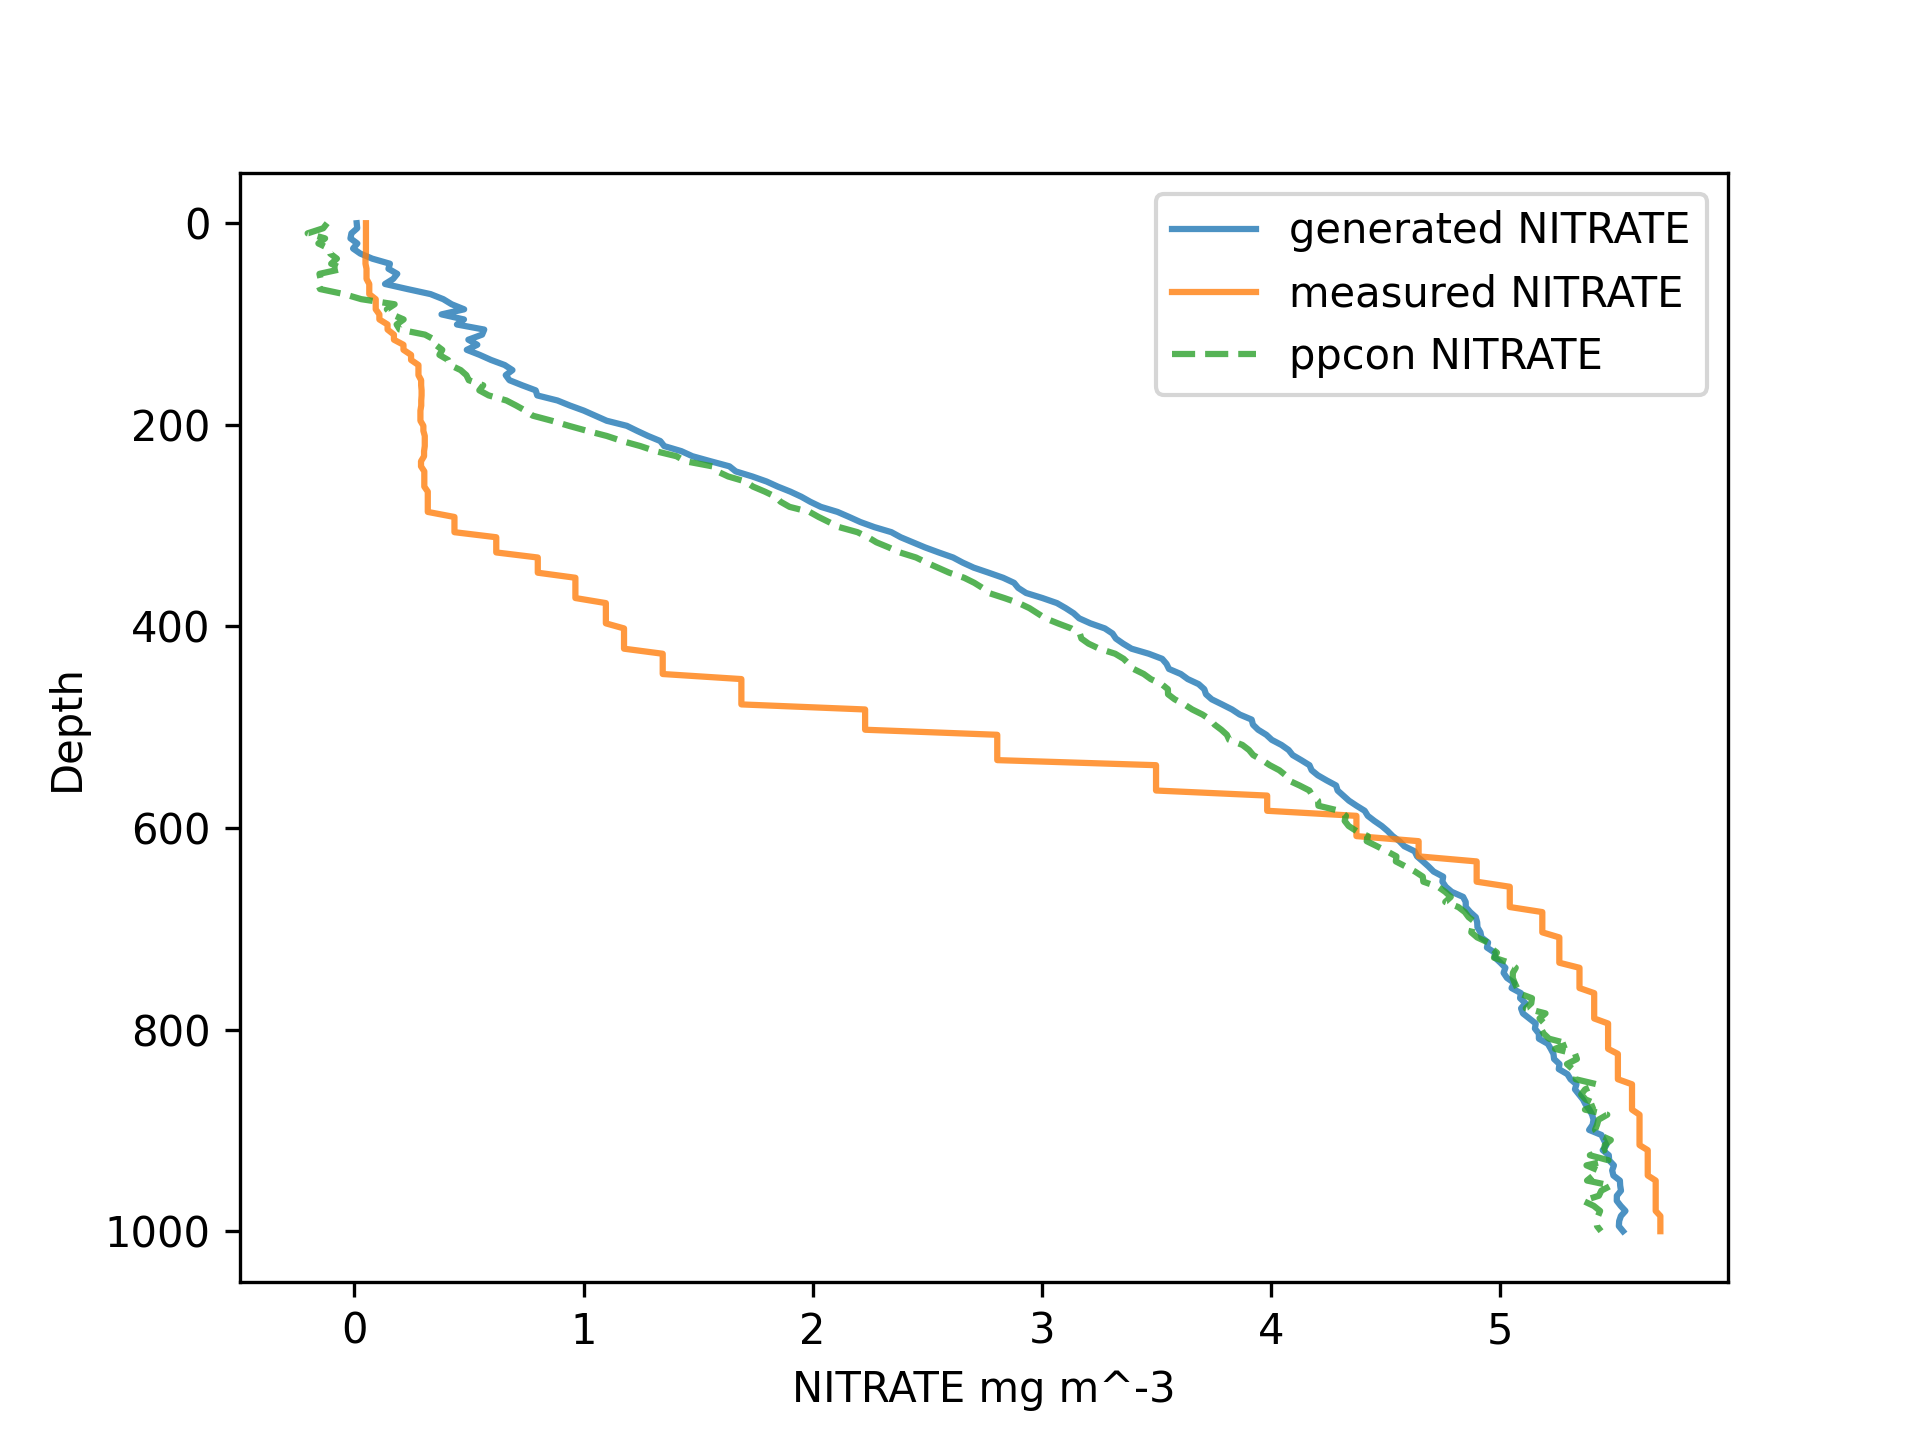 generated NITRATE
measured NITRATE
ppcon NITRATE
0
200
400
600
800
1000
Depth
0 1 2 3 4 5
NITRATE mg m^-3